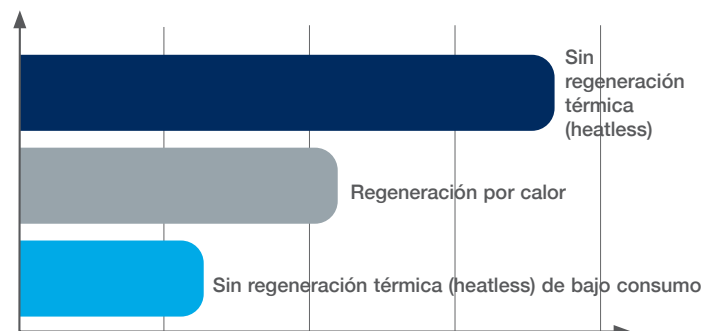 Sin
regeneración
térmica
(heatless)
Regeneración por calor
Sin regeneración térmica (heatless) de bajo consumo